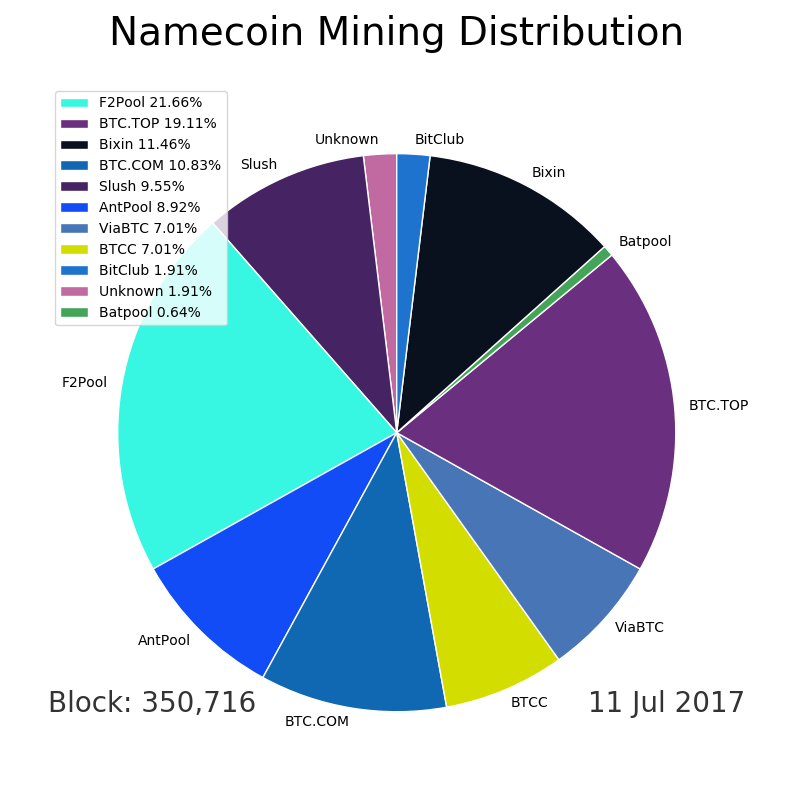 Namecoin Mining Distribution
F2Pool 21.66%
BTC.TOP 19.11%
Bixin 11.46%
BTC.COM 10.83%
Slush 9.55%
AntPool 8.92%
ViaBTC 7.01%
BTCC 7.01%
BitClub 1.91%
Unknown 1.91%
Batpool 0.64%
Unknown
BitClub
Slush
Bixin
Batpool
F2Pool
BTC.TOP
ViaBTC
AntPool
BTCC
BTC.COM
Block: 350,716
11 Jul 2017